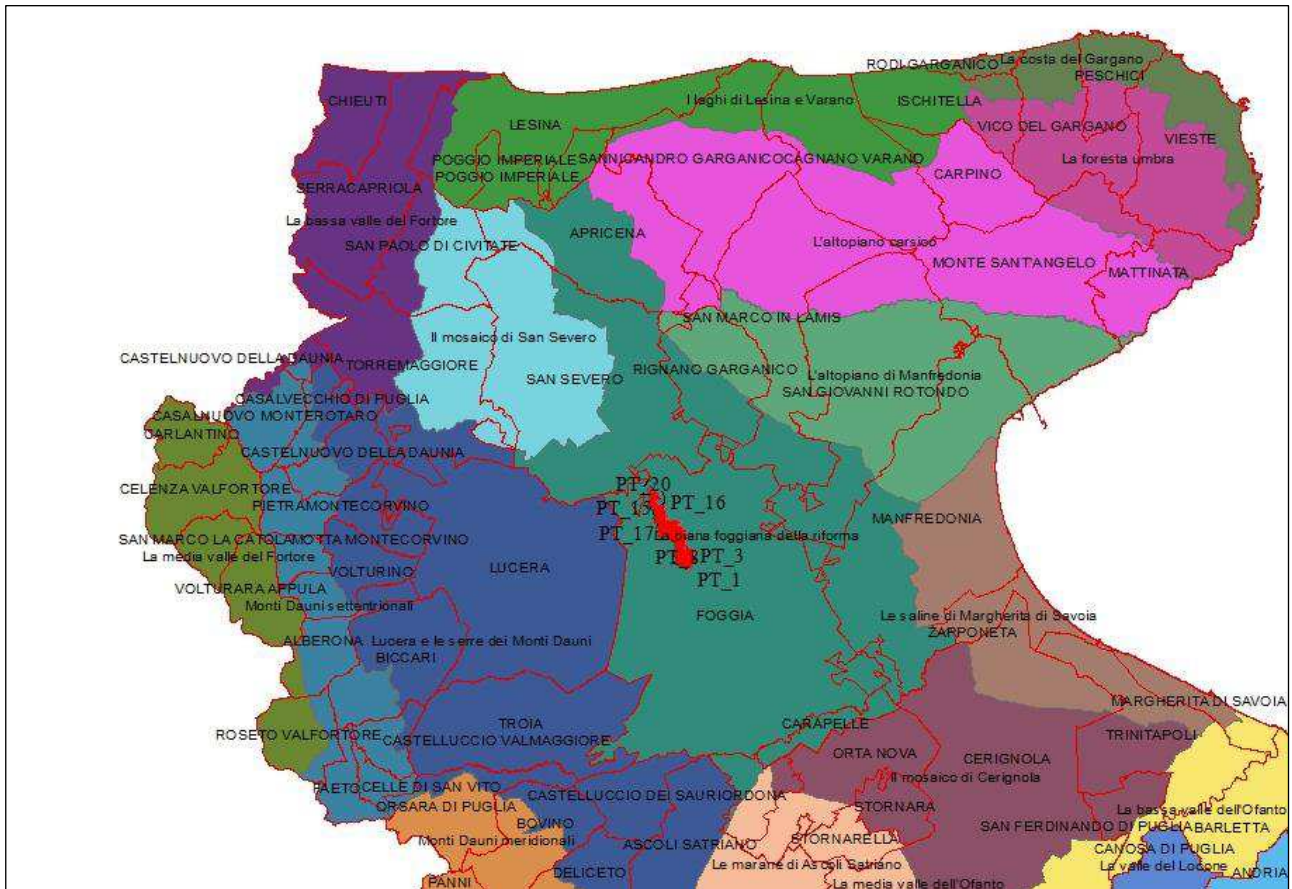 RODI GARGANICO
La costa del Gargano
PESCHICI
CHIEUTI
I laghi di Lesina e Varano
ISCHITELLA
LESINA
VICO DEL GARGANO
VIESTE
POGGIO IMPERIALE
SANNICANDRO GARGANICO
CAGNANO VARANO
La foresta umbra
POGGIO IMPERIALE
CARPINO
SERRACAPRIOLA
La bassa valle del Fortore
APRICENA
SAN PAOLO DI CIVITATE
L'altopiano carsico
MONTE SANT'ANGELO
MATTINATA
SAN MARCO IN LAMIS
Il mosaico di San Severo
CASTELNUOVO DELLA DAUNIA
TORREMAGGIORE
SAN SEVERO
RIGNANO GARGANICO
L'altopiano di Manfredonia
SAN GIOVANNI ROTONDO
CASALVECCHIO DI PUGLIA
CASALNUOVO MONTEROTARO
CARLANTINO
CASTELNUOVO DELLA DAUNIA
CELENZA VALFORTORE
PT_20
PIETRAMONTECORVINO
PT_16
MANFREDONIA
PT_17
La piana foggiana della riforma
SAN MARCO LA CATOLA
MOTTA MONTECORVINO
La media valle del Fortore
PT_3
LUCERA
VOLTURINO
PT_1
VOLTURARA APPULA
Monti Dauni settentrionali
FOGGIA
Le saline di Margherita di Savoia
ZAPPONETA
ALBERONA
Lucera e le serre dei Monti Dauni
BICCARI
MARGHERITA DI SAVOIA
TROIA
CARAPELLE
ROSETO VALFORTORE
CASTELLUCCIO VALMAGGIORE
TRINITAPOLI
ORTA NOVA
CERIGNOLA
Il mosaico di Cerignola
FAETO
CELLE DI SAN VITO
CASTELLUCCIO DEI SAURI
ORDONA
ORSARA DI PUGLIA
STORNARA
La bassa valle dell'Ofanto
BOVINO
SAN FERDINANDO DI PUGLIA
BARLETTA
Monti Dauni meridionali
ASCOLI SATRIANO
STORNARELLA
CANOSA DI PUGLIA
Le marane di Ascoli Satriano
La valle del Locone
DELICETO
ANDRIA
PANNI
La media valle dell'Ofanto